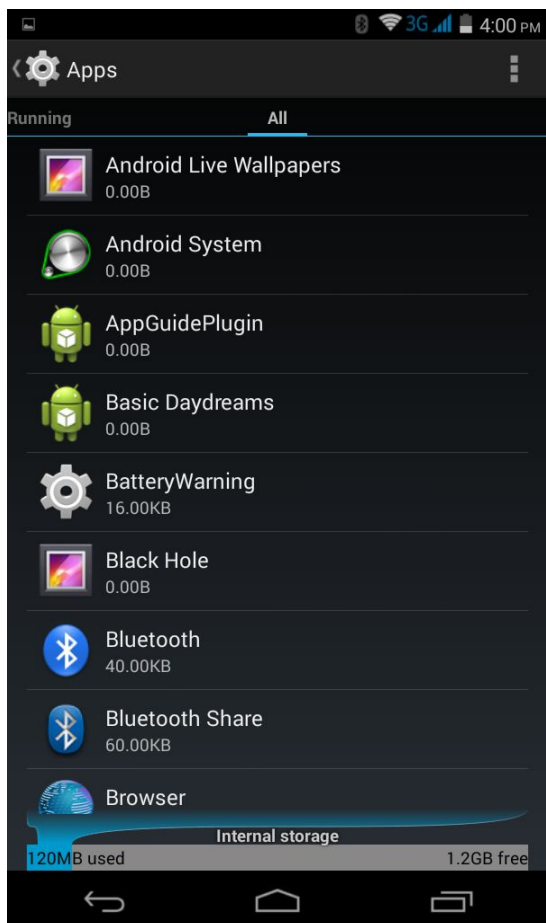 3G 4:00 PM
Apps
Running All
Android Live Wallpapers
0.00B
Android System
0.00B
AppGuidePlugin
0.00B
Basic Daydreams
0.00B
BatteryWarning
16.00KB
Black Hole
0.00B
Bluetooth
40.00KB
Bluetooth Share
60.00KB
Browser
Internal storage
120MB used 1.2GB free